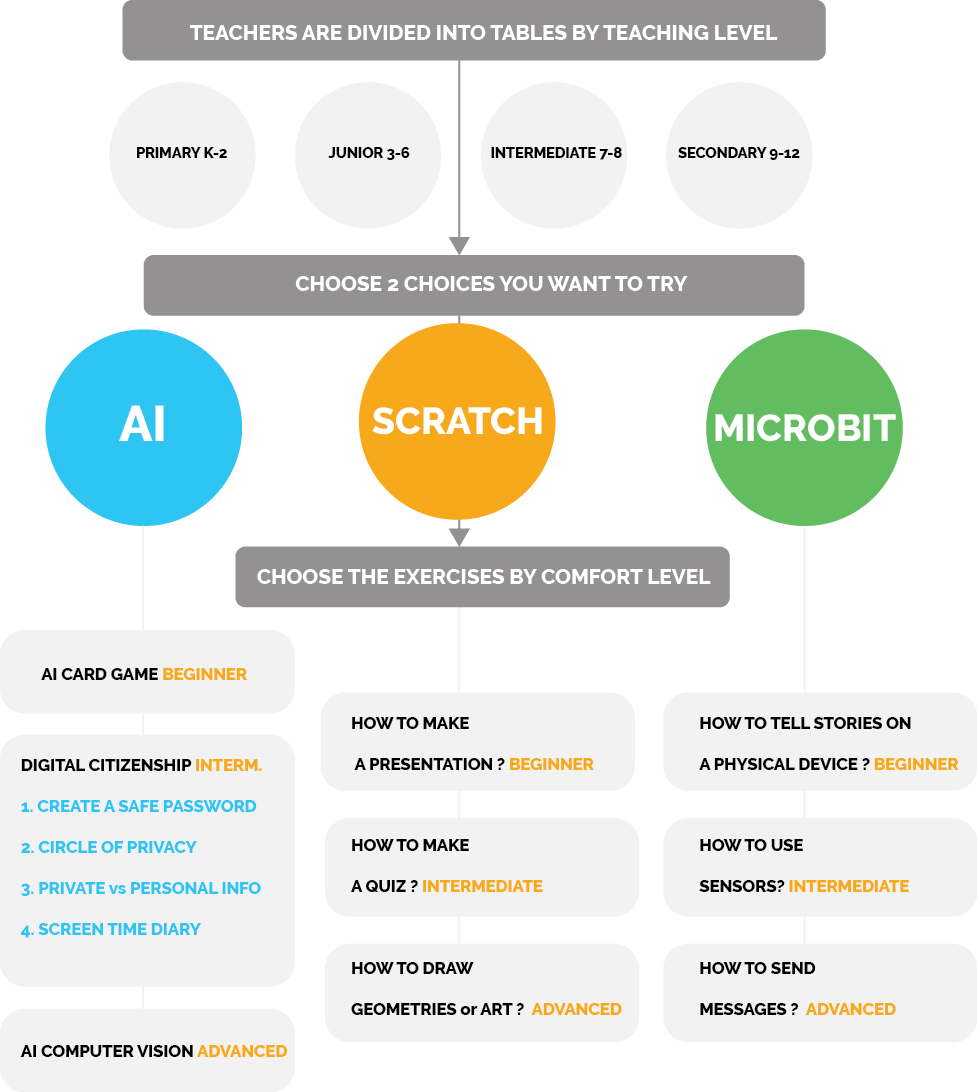 TEACHERS ARE DIVIDED INTO TABLES BY TEACHING LEVEL
PRIMARY K-2
JUNIOR 3-6
INTERMEDIATE 7-8
SECONDARY 9-12
CHOOSE 2 CHOICES YOU WANT TO TRY
AI
SCRATCH
MICROBIT
CHOOSE THE EXERCISES BY COMFORT LEVEL
AI CARD GAME BEGINNER
DIGITAL CITIZENSHIP INTERM.
1. CREATE A SAFE PASSWORD
2. CIRCLE OF PRIVACY
3. PRIVATE vs PERSONAL INFO
4. SCREEN TIME DIARY
AI COMPUTER VISION ADVANCED
HOW TO MAKE
A PRESENTATION ? BEGINNER
HOW TO MAKE
A QUIZ ? INTERMEDIATE
HOW TO DRAW
GEOMETRIES or ART ? ADVANCED
HOW TO TELL STORIES ON
A PHYSICAL DEVICE ? BEGINNER
HOW TO USE
SENSORS? INTERMEDIATE
HOW TO SEND
MESSAGES ? ADVANCED